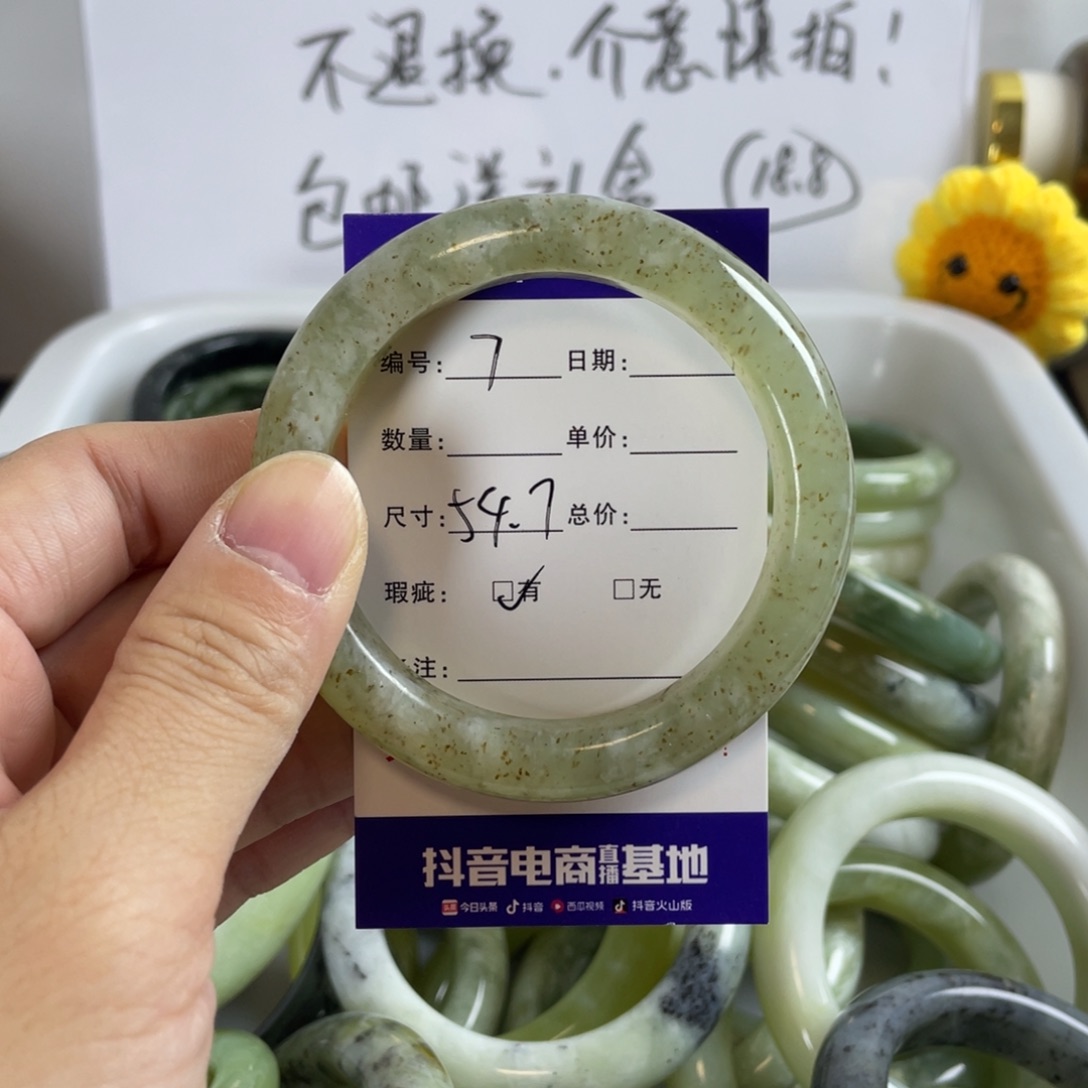 不退换.介意慎拍!
包邮送礼盒 18.8
编号: 7 日期:
数量: 单价:
尺寸: 54.7 总价:
瑕疵: ☑有 □无
注:
抖音电商直播基地
今日头条 抖音 西瓜视频 抖音火山版